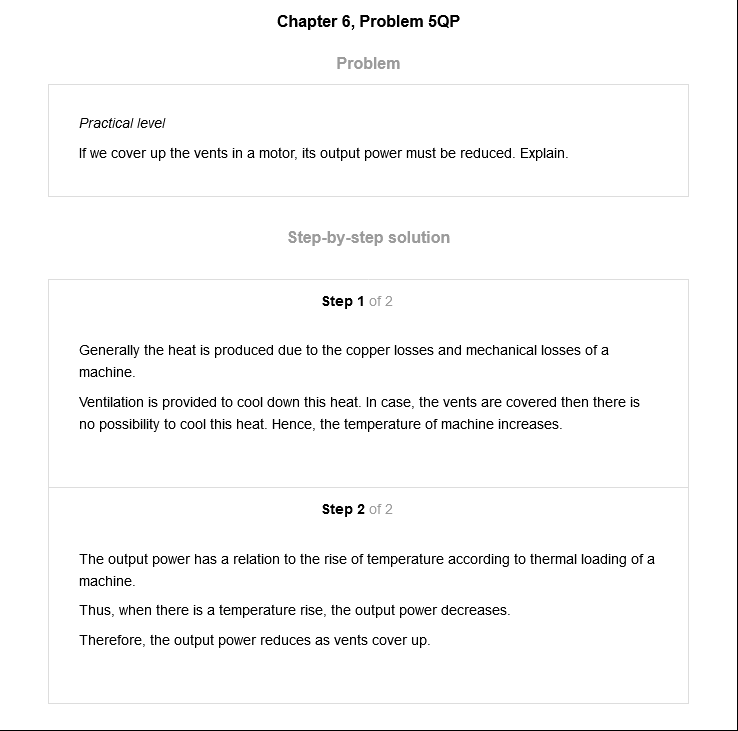 Chapter 6, Problem 5QP
Problem
Practical level
If we cover up the vents in a motor, its output power must be reduced. Explain.
Step-by-step solution
Step 1 of 2
Generally the heat is produced due to the copper losses and mechanical losses of a
machine.
Ventilation is provided to cool down this heat. In case, the vents are covered then there is
no possibility to cool this heat. Hence, the temperature of machine increases.
Step 2 of 2
The output power has a relation to the rise of temperature according to thermal loading of a
machine.
Thus, when there is a temperature rise, the output power decreases.
Therefore, the output power reduces as vents cover up.